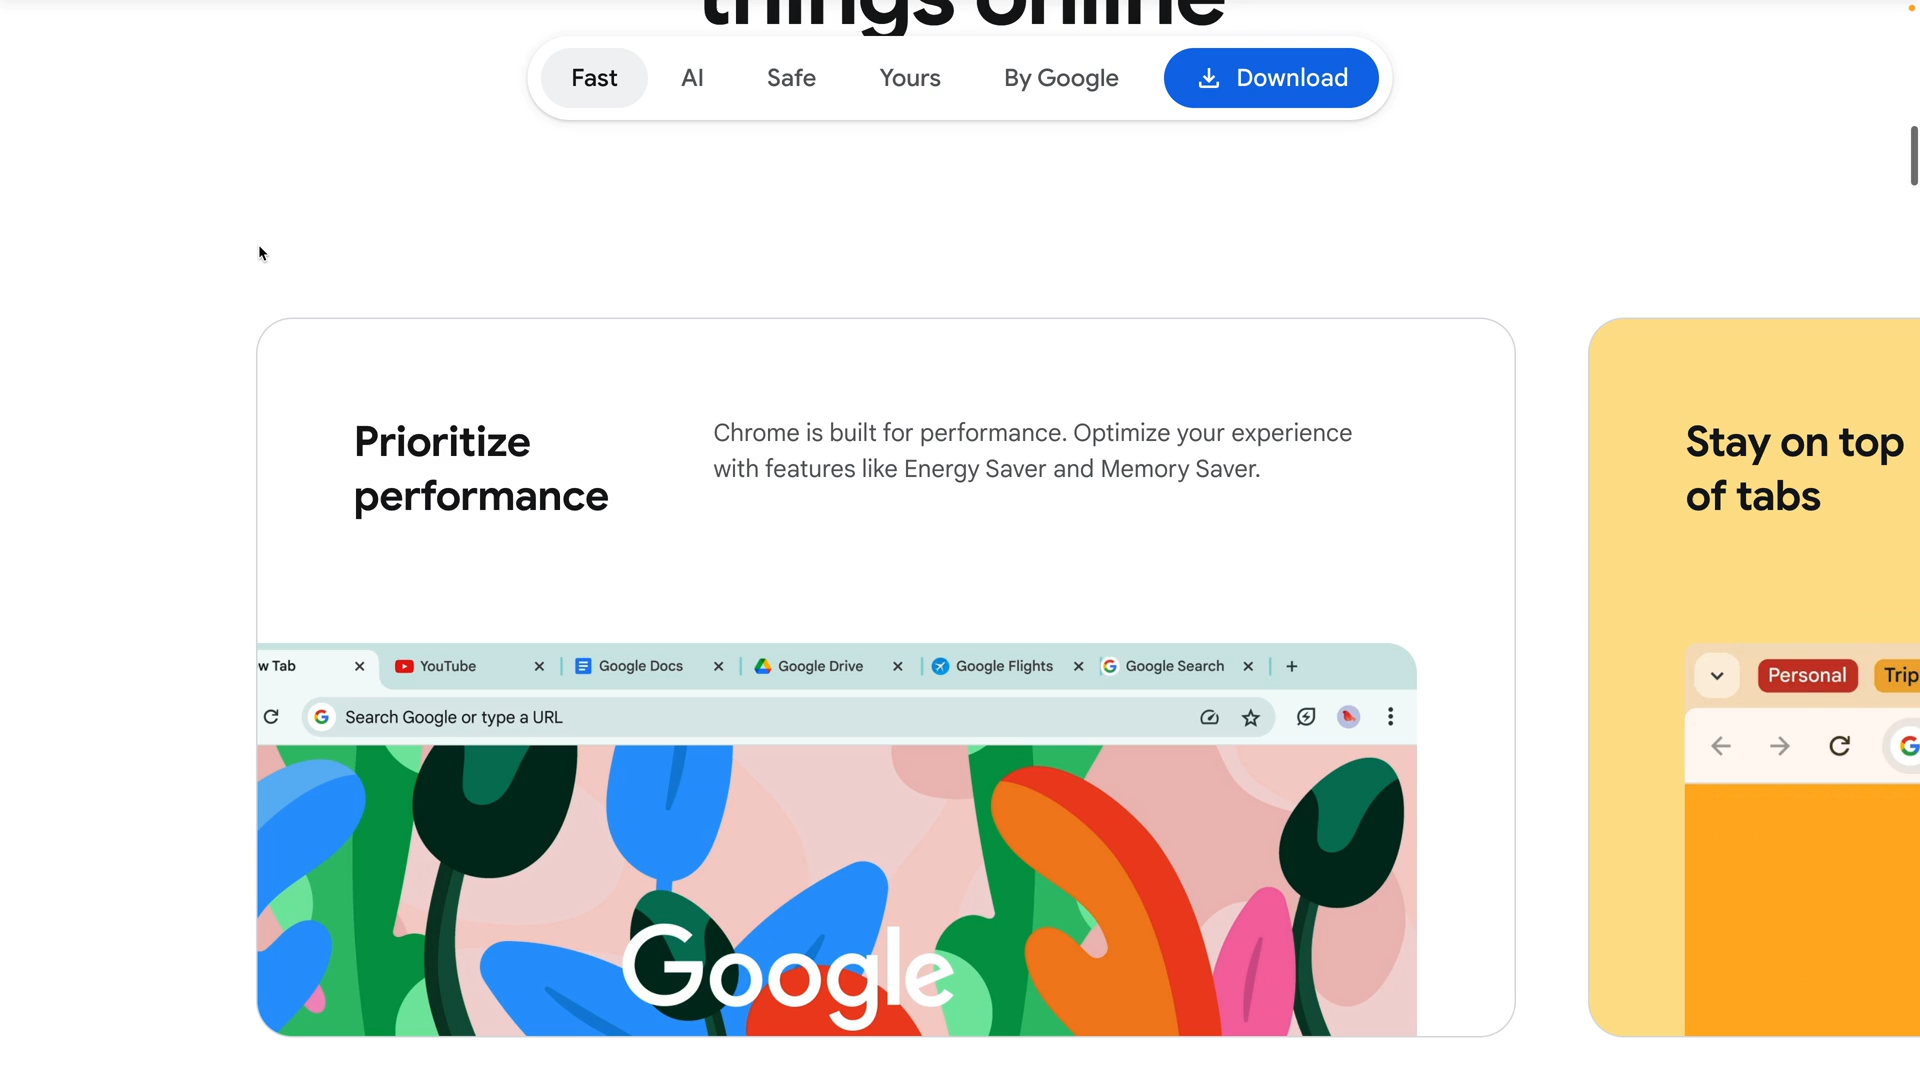 things online
Fast AI Safe Yours By Google Download
Prioritize
performance
Chrome is built for performance. Optimize your experience
with features like Energy Saver and Memory Saver.
w Tab YouTube Google Docs Google Drive Google Flights Google Search
Search Google or type a URL
Google
Stay on top
of tabs
Personal Trip